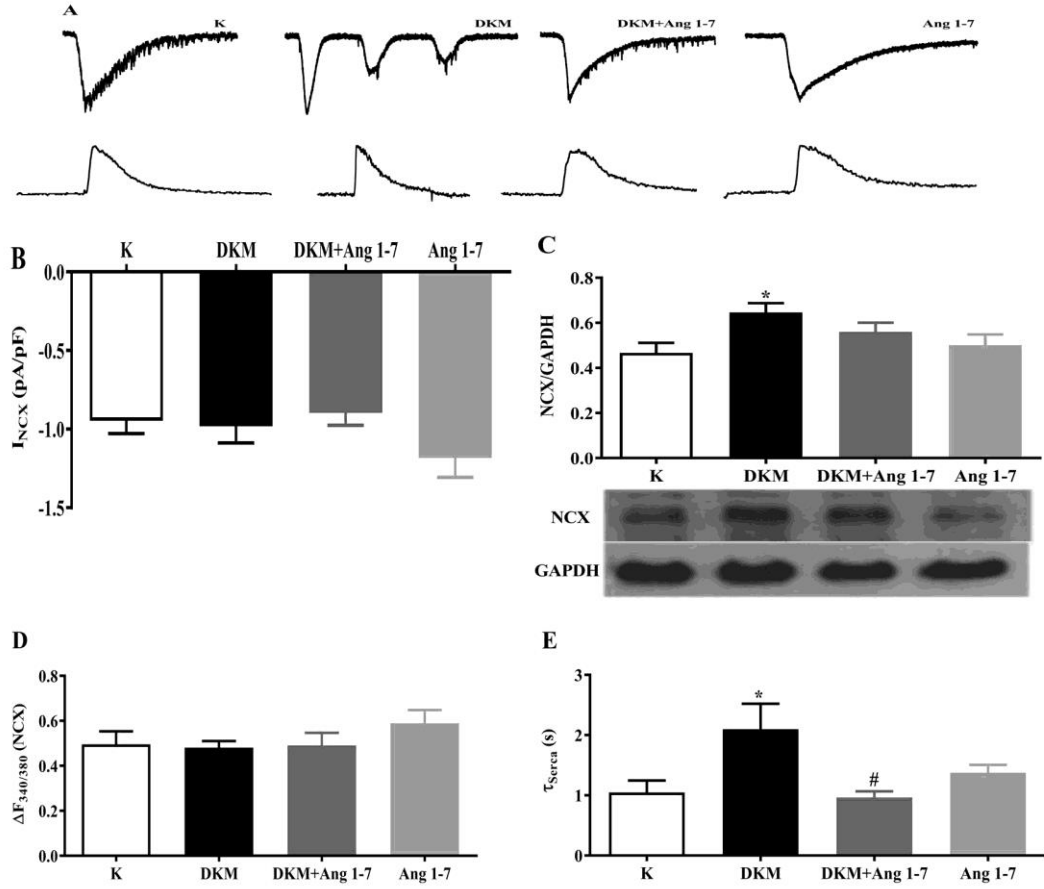 A
K DKM DKM+Ang 1-7 Ang 1-7
B
K DKM DKM+Ang 1-7 Ang 1-7
0.0
-0.5
-1.0
-1.5
I_NCX (pA/pF)
C
0.8
0.6
0.4
0.2
0.0
NCX/GAPDH
*
K DKM DKM+Ang 1-7 Ang 1-7
NCX
GAPDH
D
0.8
0.6
0.4
0.2
0.0
ΔF340/380 (NCX)
K DKM DKM+Ang 1-7 Ang 1-7
E
3
2
1
0
τSerca (s)
*
#
K DKM DKM+Ang 1-7 Ang 1-7